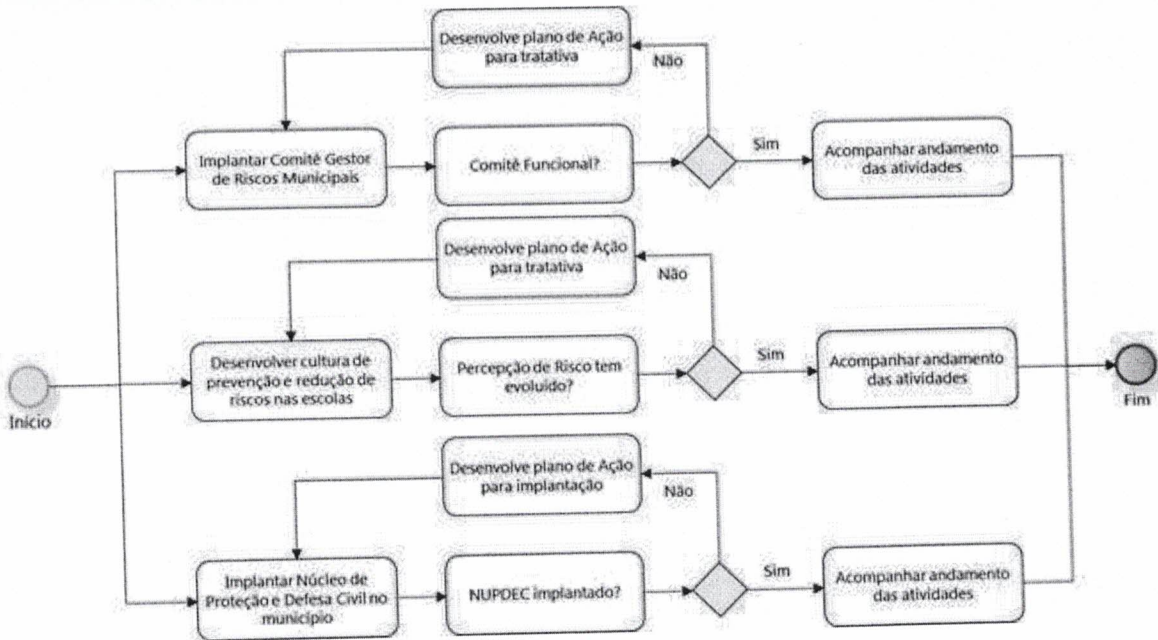 Desenvolve plano de Ação
para tratativa
Não
Implantar Comitê Gestor
de Riscos Municipais
Comitê Funcional?
Sim
Acompanhar andamento
das atividades
Desenvolve plano de Ação
para tratativa
Não
Início
Desenvolver cultura de
prevenção e redução de
riscos nas escolas
Percepção de Risco tem
evoluído?
Sim
Acompanhar andamento
das atividades
Fim
Desenvolve plano de Ação
para implantação
Não
Implantar Núcleo de
Proteção e Defesa Civil no
município
NUPDEC implantado?
Sim
Acompanhar andamento
das atividades